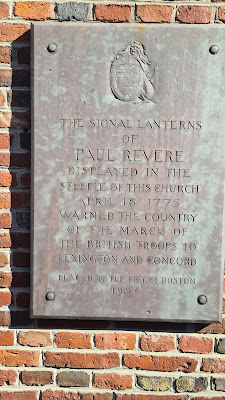 THE SIGNAL LANTERNS
OF
PAUL REVERE
DISPLAYED IN THE
STEEPLE OF THIS CHURCH
APRIL 18 1775
WARNED THE COUNTRY
OF THE MARCH OF
THE BRITISH TROOPS TO
LEXINGTON AND CONCORD
PLACED BY THE CITY OF BOSTON